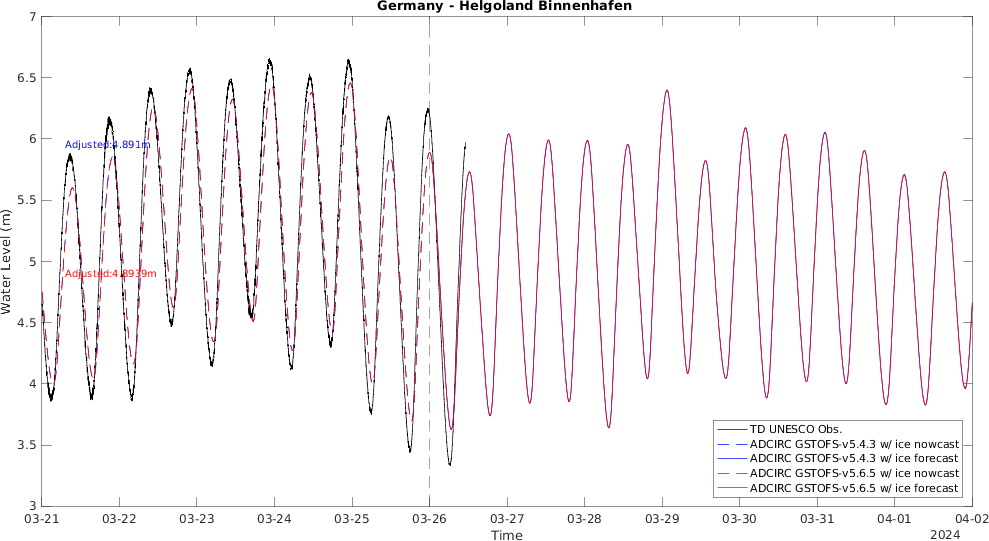 Germany - Helgoland Binnenhafen
7
6.5
6
5.5
5
4.5
4
3.5
3
Water Level (m)
Adjusted:4.891m
Adjusted:4.8939m
TD UNESCO Obs.
ADCIRC GSTOFS-v5.4.3 w/ ice nowcast
ADCIRC GSTOFS-v5.4.3 w/ ice forecast
ADCIRC GSTOFS-v5.6.5 w/ ice nowcast
ADCIRC GSTOFS-v5.6.5 w/ ice forecast
03-21 03-22 03-23 03-24 03-25 03-26 03-27 03-28 03-29 03-30 03-31 04-01 04-02
Time
2024